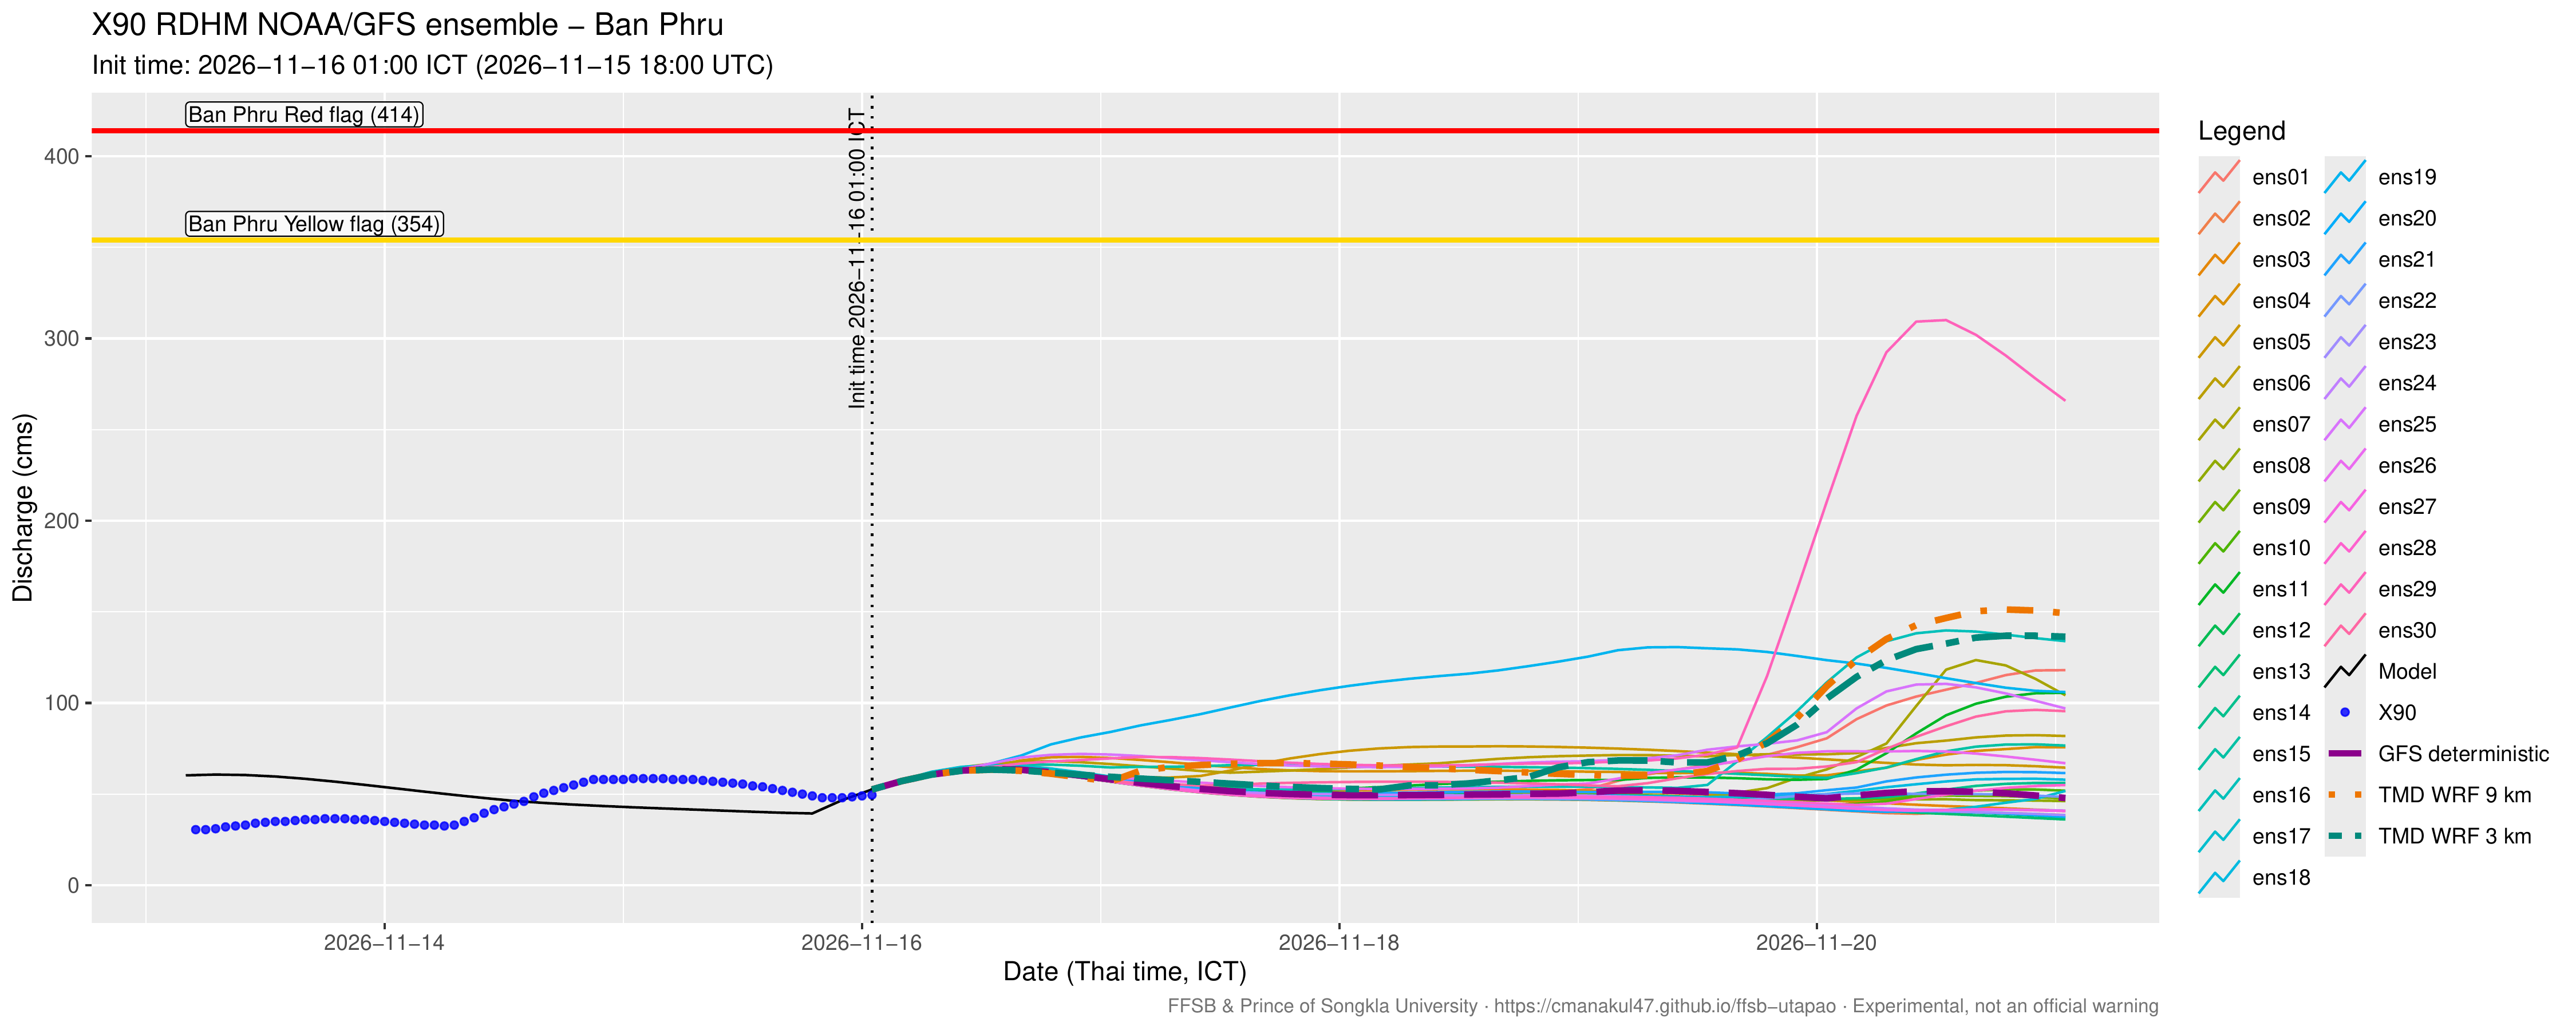 X90 RDHM NOAA/GFS ensemble – Ban Phru
Init time: 2026–11–16 01:00 ICT (2026–11–15 18:00 UTC)
Ban Phru Red flag (414)
Ban Phru Yellow flag (354)
Init time 2026–11–16 01:00 ICT
Discharge (cms)
400
300
200
100
0
2026–11–14
2026–11–16
2026–11–18
2026–11–20
Date (Thai time, ICT)
Legend
ens01
ens02
ens03
ens04
ens05
ens06
ens07
ens08
ens09
ens10
ens11
ens12
ens13
ens14
ens15
ens16
ens17
ens18
ens19
ens20
ens21
ens22
ens23
ens24
ens25
ens26
ens27
ens28
ens29
ens30
Model
X90
GFS deterministic
TMD WRF 9 km
TMD WRF 3 km
FFSB & Prince of Songkla University · https://cmanakul47.github.io/ffsb–utapao · Experimental, not an official warning